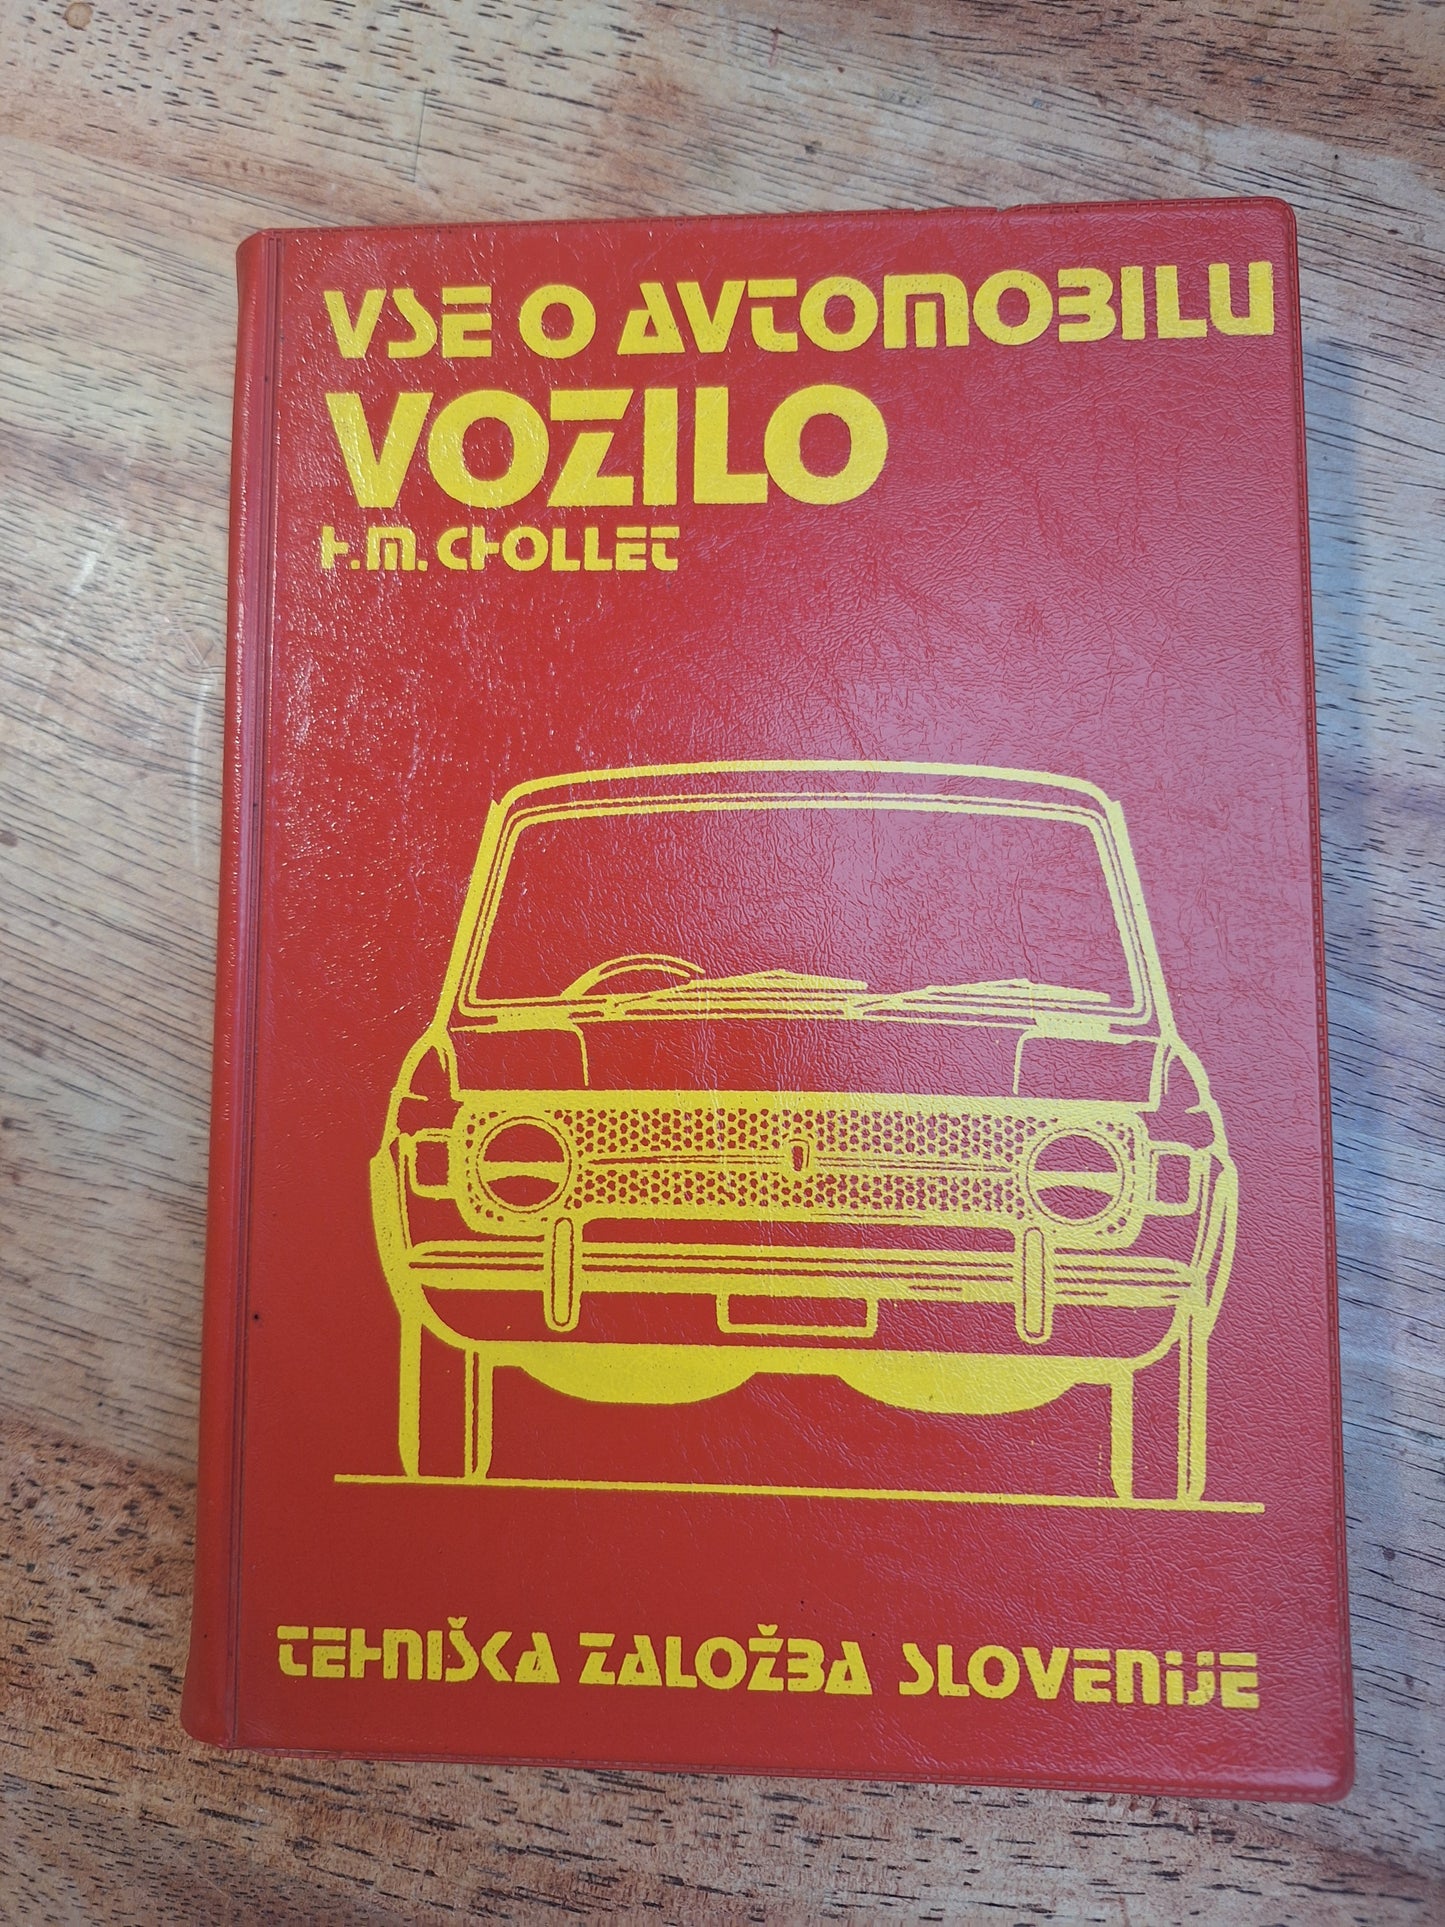 VSE O AVTOMOBILU
VOZILO
H.M. CHOLLET
TEHNIŠKA ZALOŽBA SLOVENIJE